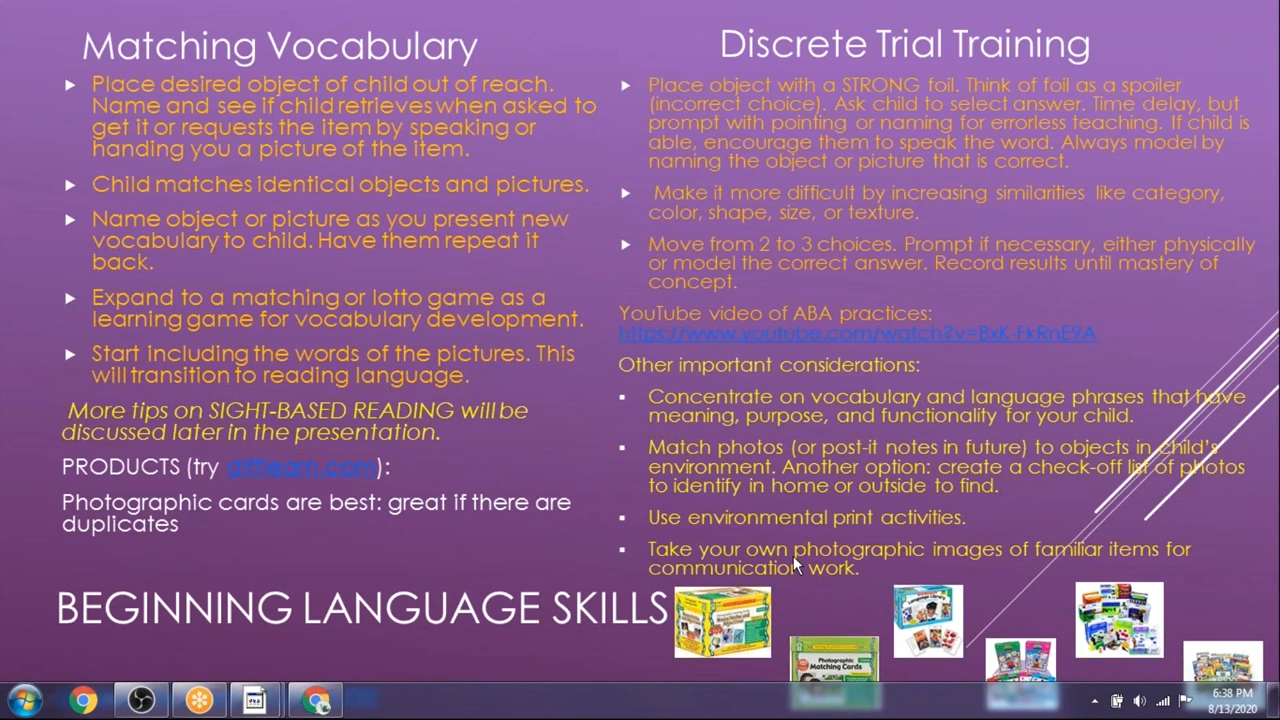 Matching Vocabulary
Place desired object of child out of reach.
Name and see if child retrieves when asked to
get it or requests the item by speaking or
handing you a picture of the item.
Child matches identical objects and pictures.
Name object or picture as you present new
vocabulary to child. Have them repeat it
back.
Expand to a matching or lotto game as a
learning game for vocabulary development.
Start including the words of the pictures. This
will transition to reading language.
More tips on SIGHT-BASED READING will be
discussed later in the presentation.
PRODUCTS (try difflearn.com):
Photographic cards are best: great if there are
duplicates
Discrete Trial Training
Place object with a STRONG foil. Think of foil as a spoiler
(incorrect choice). Ask child to select answer. Time delay, but
prompt with pointing or naming for errorless teaching. If child is
able, encourage them to speak the word. Always model by
naming the object or picture that is correct.
Make it more difficult by increasing similarities like category,
color, shape, size, or texture.
Move from 2 to 3 choices. Prompt if necessary, either physically
or model the correct answer. Record results until mastery of
concept.
YouTube video of ABA practices:
https://www.youtube.com/watch?v=BxK-FkRnE9A
Other important considerations:
Concentrate on vocabulary and language phrases that have
meaning, purpose, and functionality for your child.
Match photos (or post-it notes in future) to objects in child's
environment. Another option: create a check-off list of photos
to identify in home or outside to find.
Use environmental print activities.
Take your own photographic images of familiar items for
communication work.
BEGINNING LANGUAGE SKILLS
Photographic
Matching Cards
6:38 PM
8/13/2020